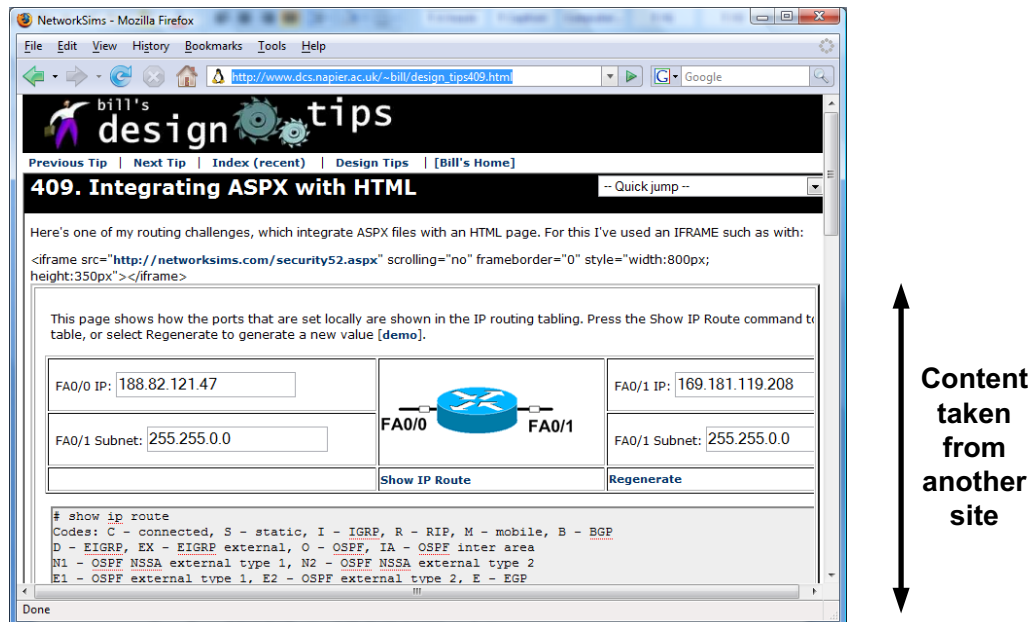 NetworkSims - Mozilla Firefox
File Edit View History Bookmarks Tools Help
http://www.dcs.napier.ac.uk/~bill/design_tips409.html
G Google
bill's
design tips
Previous Tip | Next Tip | Index (recent) | Design Tips | [Bill's Home]
409. Integrating ASPX with HTML
-- Quick jump --
Here's one of my routing challenges, which integrate ASPX files with an HTML page. For this I've used an IFRAME such as with:
<iframe src="http://networksims.com/security52.aspx" scrolling="no" frameborder="0" style="width:800px;
height:350px"></iframe>
This page shows how the ports that are set locally are shown in the IP routing tabling. Press the Show IP Route command to
table, or select Regenerate to generate a new value [demo].
FA0/0 IP: 188.82.121.47
FA0/1 IP: 169.181.119.208
FA0/0
FA0/1
FA0/1 Subnet: 255.255.0.0
FA0/1 Subnet: 255.255.0.0
Show IP Route
Regenerate
# show ip route
Codes: C - connected, S - static, I - IGRP, R - RIP, M - mobile, B - BGP
D - EIGRP, EX - EIGRP external, O - OSPF, IA - OSPF inter area
N1 - OSPF NSSA external type 1, N2 - OSPF NSSA external type 2
E1 - OSPF external type 1, E2 - OSPF external type 2, E - EGP
Done
Content
taken
from
another
site